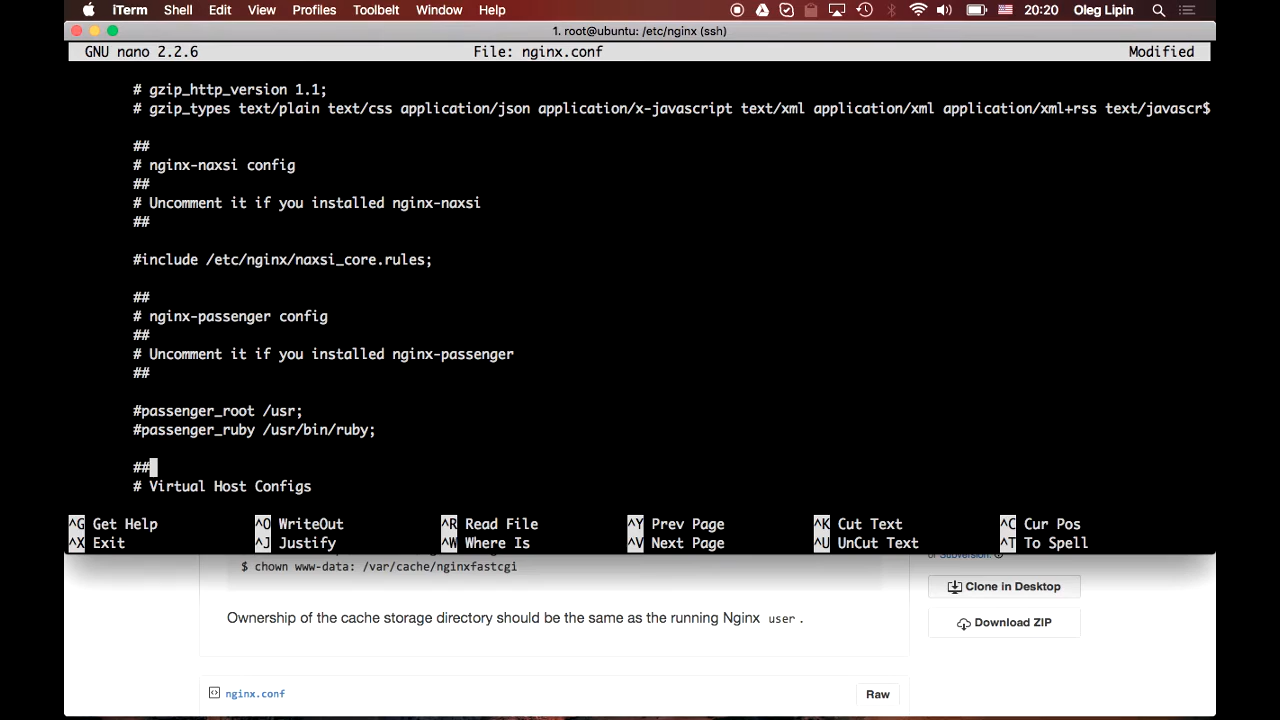 iTerm Shell Edit View Profiles Toolbelt Window Help 20:20 Oleg Lipin
1. root@ubuntu: /etc/nginx (ssh)
GNU nano 2.2.6 File: nginx.conf Modified
# gzip_http_version 1.1;
# gzip_types text/plain text/css application/json application/x-javascript text/xml application/xml application/xml+rss text/javascr$
##
# nginx-naxsi config
##
# Uncomment it if you installed nginx-naxsi
##
#include /etc/nginx/naxsi_core.rules;
##
# nginx-passenger config
##
# Uncomment it if you installed nginx-passenger
##
#passenger_root /usr;
#passenger_ruby /usr/bin/ruby;
##
# Virtual Host Configs
^G Get Help ^O WriteOut ^R Read File ^Y Prev Page ^K Cut Text ^C Cur Pos
^X Exit ^J Justify ^W Where Is ^V Next Page ^U UnCut Text ^T To Spell
or Subversion.
$ chown www-data: /var/cache/nginxfastcgi
Clone in Desktop
Ownership of the cache storage directory should be the same as the running Nginx user .
Download ZIP
nginx.conf Raw